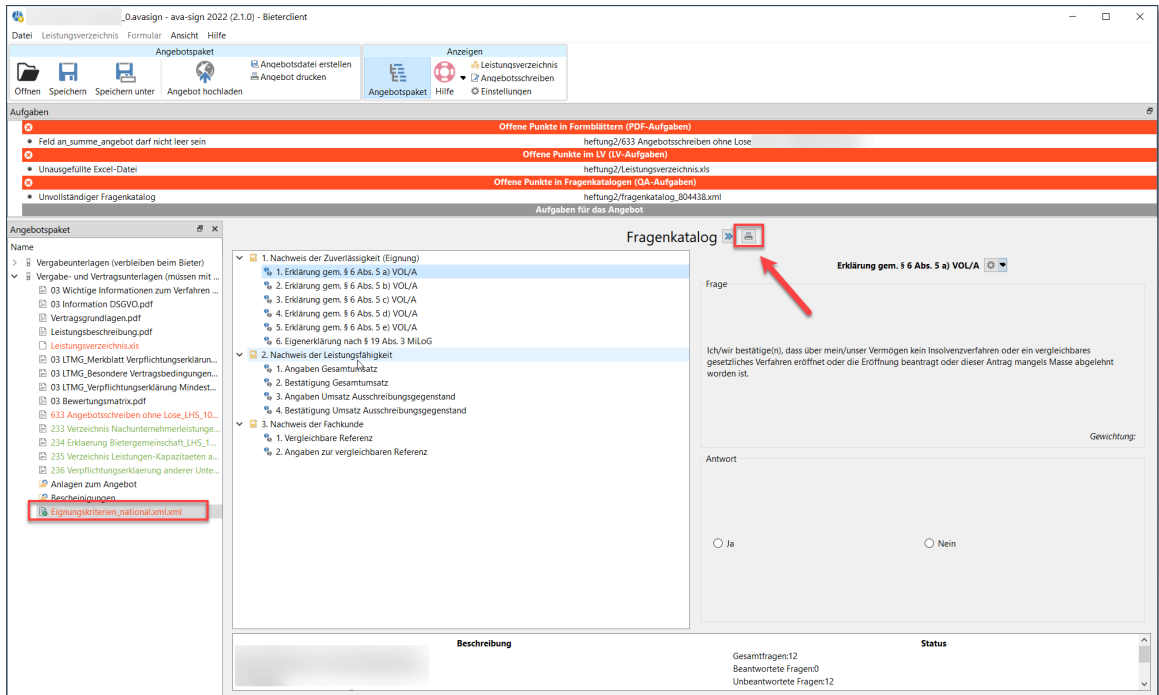 _0.avasign - ava-sign 2022 (2.1.0) - Bieterclient
Datei Leistungsverzeichnis Formular Ansicht Hilfe
Angebotspaket
Anzeigen
Öffnen Speichern Speichern unter Angebot hochladen
Angebotsdatei erstellen
Angebot drucken
Angebotspaket Hilfe
Leistungsverzeichnis
Angebotsschreiben
Einstellungen
Aufgaben
Offene Punkte in Formblättern (PDF-Aufgaben)
Feld an_summe_angebot darf nicht leer sein heftung2/633 Angebotsschreiben ohne Lose
Offene Punkte im LV (LV-Aufgaben)
Unausgefüllte Excel-Datei heftung2/Leistungsverzeichnis.xls
Offene Punkte in Fragenkatalogen (QA-Aufgaben)
Unvollständiger Fragenkatalog heftung2/fragenkatalog_804438.xml
Aufgaben für das Angebot
Angebotspaket
Name
Vergabeunterlagen (verbleiben beim Bieter)
Vergabe- und Vertragsunterlagen (müssen mit ...
03 Wichtige Informationen zum Verfahren ...
03 Information DSGVO.pdf
Vertragsgrundlagen.pdf
Leistungsbeschreibung.pdf
Leistungsverzeichnis.xls
03 LTMG_Merkblatt Verpflichtungserklärun...
03 LTMG_Besondere Vertragsbedingungen...
03 LTMG_Verpflichtungserklärung Mindest...
03 Bewertungsmatrix.pdf
633 Angebotsschreiben ohne Lose_LHS_10...
233 Verzeichnis Nachunternehmerleistunge...
234 Erklaerung Bietergemeinschaft_LHS_1...
235 Verzeichnis Leistungen-Kapazitaeten a...
236 Verpflichtungserklaerung anderer Unte...
Anlagen zum Angebot
Bescheinigungen
Eignungskriterien_national.xml.xml
Fragenkatalog
1. Nachweis der Zuverlässigkeit (Eignung)
1. Erklärung gem. § 6 Abs. 5 a) VOL/A
2. Erklärung gem. § 6 Abs. 5 b) VOL/A
3. Erklärung gem. § 6 Abs. 5 c) VOL/A
4. Erklärung gem. § 6 Abs. 5 d) VOL/A
5. Erklärung gem. § 6 Abs. 5 e) VOL/A
6. Eigenerklärung nach § 19 Abs. 3 MiLoG
2. Nachweis der Leistungsfähigkeit
1. Angaben Gesamtumsatz
2. Bestätigung Gesamtumsatz
3. Angaben Umsatz Ausschreibungsgegenstand
4. Bestätigung Umsatz Ausschreibungsgegenstand
3. Nachweis der Fachkunde
1. Vergleichbare Referenz
2. Angaben zur vergleichbaren Referenz
Erklärung gem. § 6 Abs. 5 a) VOL/A
Frage
Ich/wir bestätige(n), dass über mein/unser Vermögen kein Insolvenzverfahren oder ein vergleichbares
gesetzliches Verfahren eröffnet oder die Eröffnung beantragt oder dieser Antrag mangels Masse abgelehnt
worden ist.
Gewichtung:
Antwort
Ja Nein
Beschreibung Status
Gesamtfragen:12
Beantwortete Fragen:0
Unbeantwortete Fragen:12